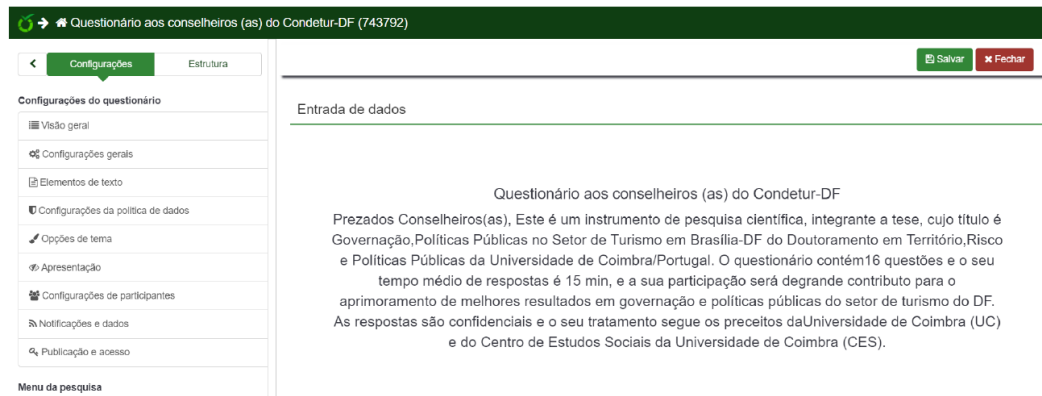 Questionário aos conselheiros (as) do Condetur-DF (743792)
Configurações Estrutura
Salvar Fechar
Configurações do questionário
Visão geral
Configurações gerais
Elementos de texto
Configurações da política de dados
Opções de tema
Apresentação
Configurações de participantes
Notificações e dados
Publicação e acesso
Menu da pesquisa
Entrada de dados
Questionário aos conselheiros (as) do Condetur-DF
Prezados Conselheiros(as), Este é um instrumento de pesquisa científica, integrante a tese, cujo título é
Governação,Políticas Públicas no Setor de Turismo em Brasília-DF do Doutoramento em Território,Risco
e Políticas Públicas da Universidade de Coimbra/Portugal. O questionário contém16 questões e o seu
tempo médio de respostas é 15 min, e a sua participação será degrande contributo para o
aprimoramento de melhores resultados em governação e políticas públicas do setor de turismo do DF.
As respostas são confidenciais e o seu tratamento segue os preceitos daUniversidade de Coimbra (UC)
e do Centro de Estudos Sociais da Universidade de Coimbra (CES).